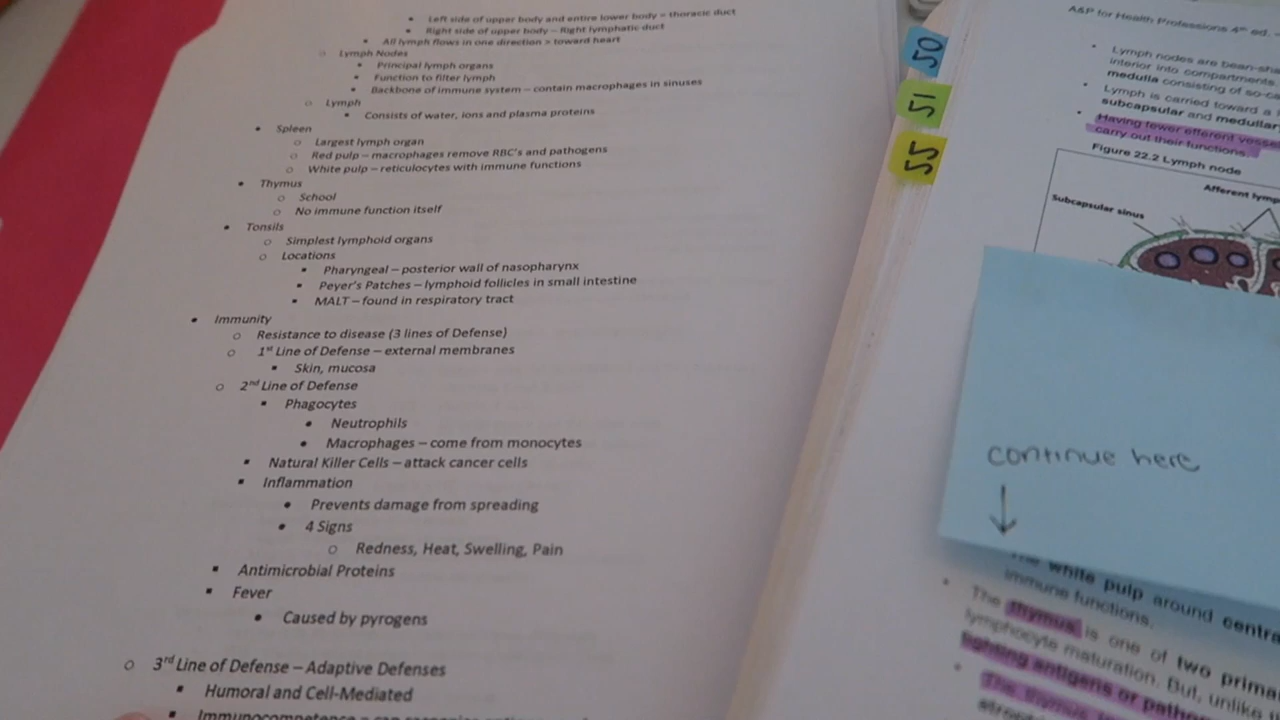 Left side of upper body and entire lower body = thoracic duct
Right side of upper body – Right lymphatic duct
All lymph flows in one direction > toward heart
Lymph Nodes
Principal lymph organs
Function to filter lymph
Backbone of immune system – contain macrophages in sinuses
Lymph
Consists of water, ions and plasma proteins
Spleen
Largest lymph organ
Red pulp – macrophages remove RBC's and pathogens
White pulp – reticulocytes with immune functions
Thymus
School
No immune function itself
Tonsils
Simplest lymphoid organs
Locations
Pharyngeal – posterior wall of nasopharynx
Peyer's Patches – lymphoid follicles in small intestine
MALT – found in respiratory tract
Immunity
Resistance to disease (3 lines of Defense)
1st Line of Defense – external membranes
Skin, mucosa
2nd Line of Defense
Phagocytes
Neutrophils
Macrophages – come from monocytes
Natural Killer Cells – attack cancer cells
Inflammation
Prevents damage from spreading
4 Signs
Redness, Heat, Swelling, Pain
Antimicrobial Proteins
Fever
Caused by pyrogens
3rd Line of Defense – Adaptive Defenses
Humoral and Cell-Mediated
Immunocompetence
50
51
55
A&P for Health Professions 4th ed.
Lymph nodes are bean-sha
interior into compartments
medulla consisting of so-ca
Lymph is carried toward a
subcapsular and medullar
Having fewer efferent vesse
carry out their functions.
Figure 22.2 Lymph node
Afferent lymp
Subcapsular sinus
continue here
The white pulp around centra
immune functions.
The thymus is one of two prima
lymphocyte maturation. But, unlike
fighting antigens or patho
The thymus